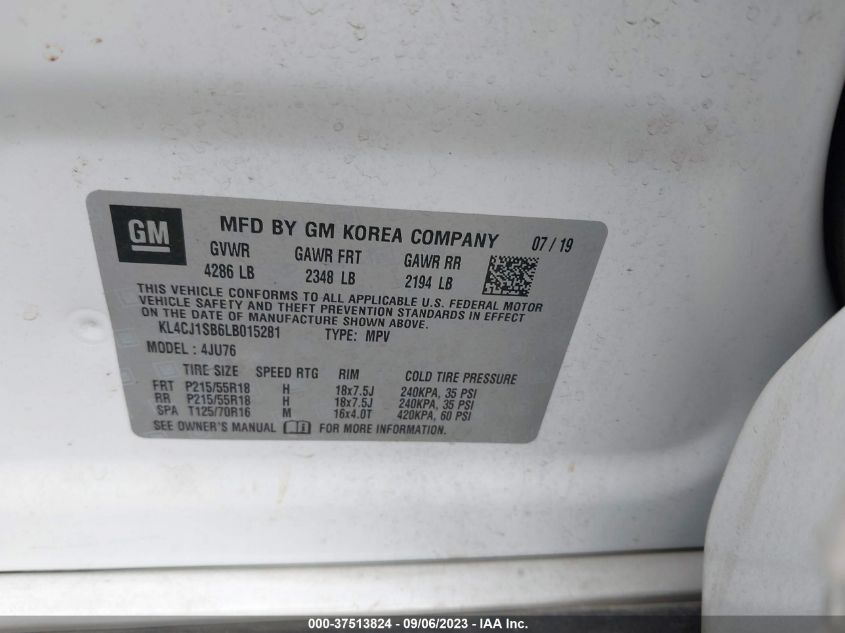 GM
MFD BY GM KOREA COMPANY 07 / 19
GVWR GAWR FRT GAWR RR
4286 LB 2348 LB 2194 LB
THIS VEHICLE CONFORMS TO ALL APPLICABLE U.S. FEDERAL MOTOR
VEHICLE SAFETY AND THEFT PREVENTION STANDARDS IN EFFECT
ON THE DATE OF MANUFACTURE SHOWN ABOVE.
KL4CJ1SB6LB015281 TYPE: MPV
MODEL : 4JU76
TIRE SIZE SPEED RTG RIM COLD TIRE PRESSURE
FRT P215/55R18 H 18x7.5J 240KPA, 35 PSI
RR P215/55R18 H 18x7.5J 240KPA, 35 PSI
SPA T125/70R16 M 16x4.0T 420KPA, 60 PSI
SEE OWNER'S MANUAL FOR MORE INFORMATION.
000-37513824 - 09/06/2023 - IAA Inc.